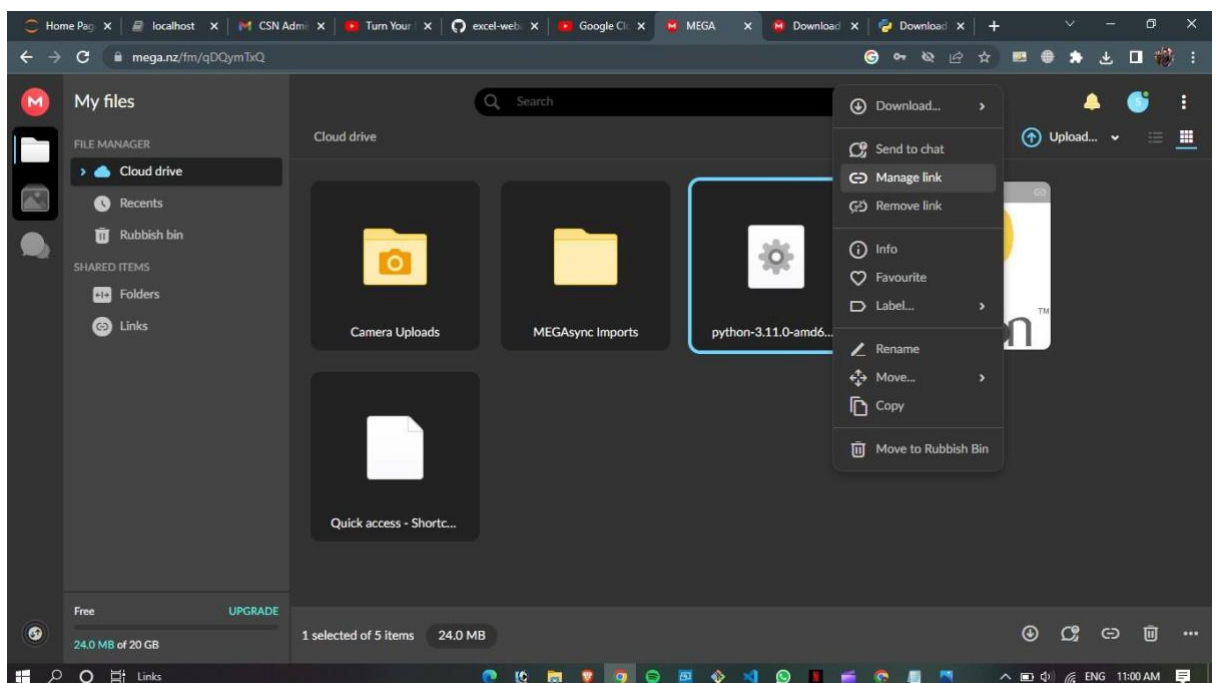 Home Pag
localhost
CSN Adm
Turn Your
excel-web
Google Cl
MEGA
Download
Download
mega.nz/fm/qDQymTxQ
My files
Search
FILE MANAGER
Cloud drive
Recents
Rubbish bin
SHARED ITEMS
Folders
Links
Free
UPGRADE
24.0 MB of 20 GB
Cloud drive
Upload...
Camera Uploads
MEGAsync Imports
python-3.11.0-amd6...
TM
Quick access - Shortc...
Download...
Send to chat
Manage link
Remove link
Info
Favourite
Label...
Rename
Move...
Copy
Move to Rubbish Bin
1 selected of 5 items
24.0 MB
Links
ENG
11:00 AM